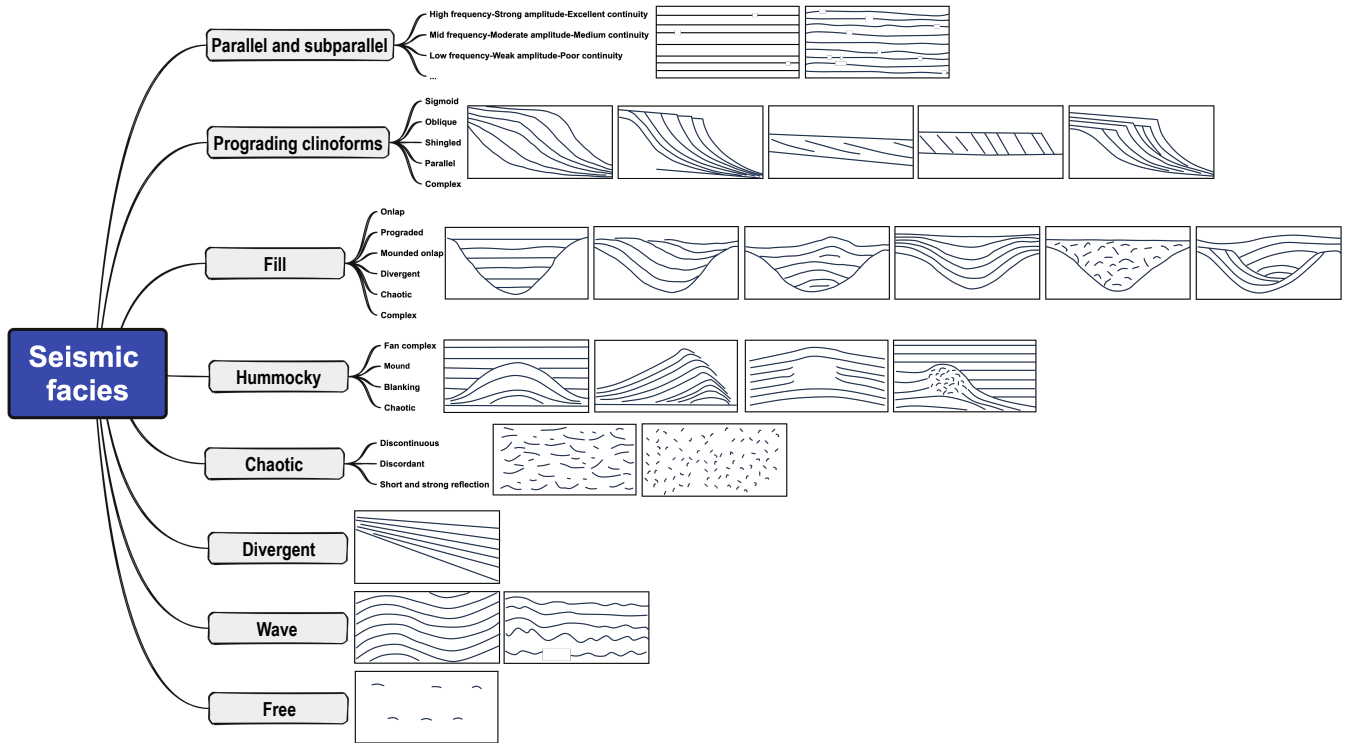 Seismic
facies
Parallel and subparallel
High frequency-Strong amplitude-Excellent continuity
Mid frequency-Moderate amplitude-Medium continuity
Low frequency-Weak amplitude-Poor continuity
...
Prograding clinoforms
Sigmoid
Oblique
Shingled
Parallel
Complex
Fill
Onlap
Prograded
Mounded onlap
Divergent
Chaotic
Complex
Hummocky
Fan complex
Mound
Blanking
Chaotic
Chaotic
Discontinuous
Discordant
Short and strong reflection
Divergent
Wave
Free